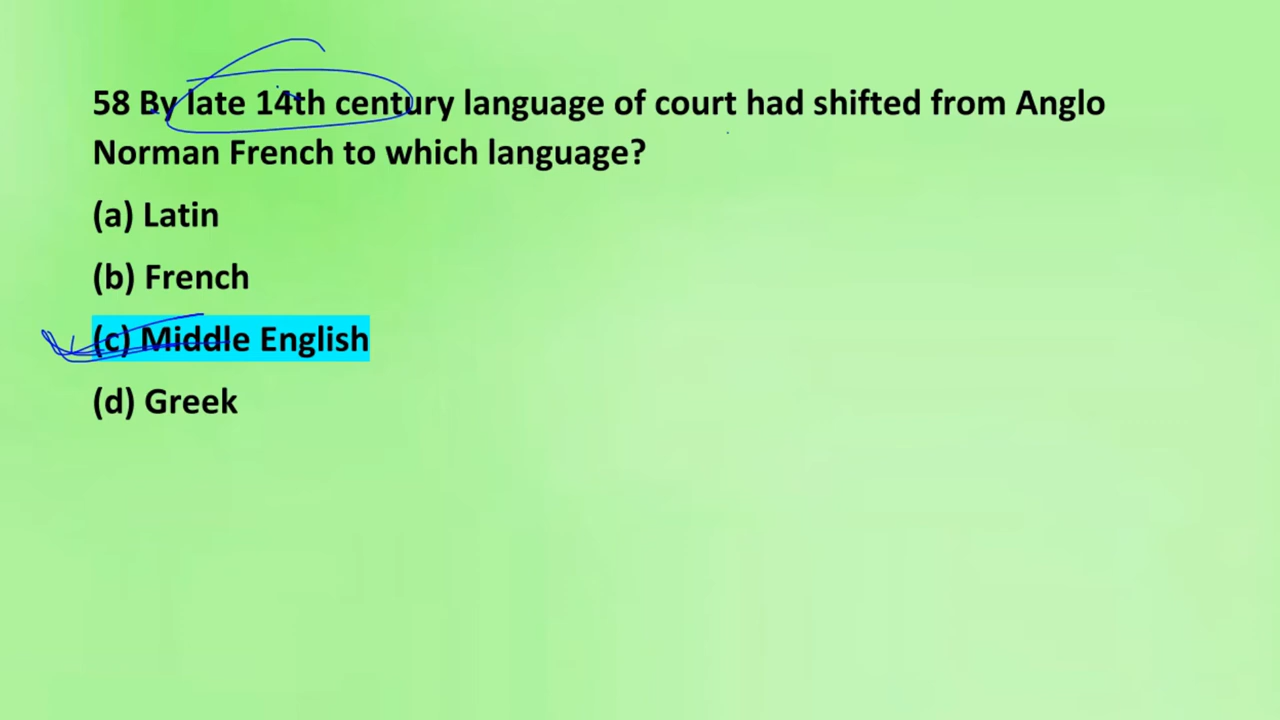 58 By late 14th century language of court had shifted from Anglo
Norman French to which language?
(a) Latin
(b) French
(c) Middle English
(d) Greek